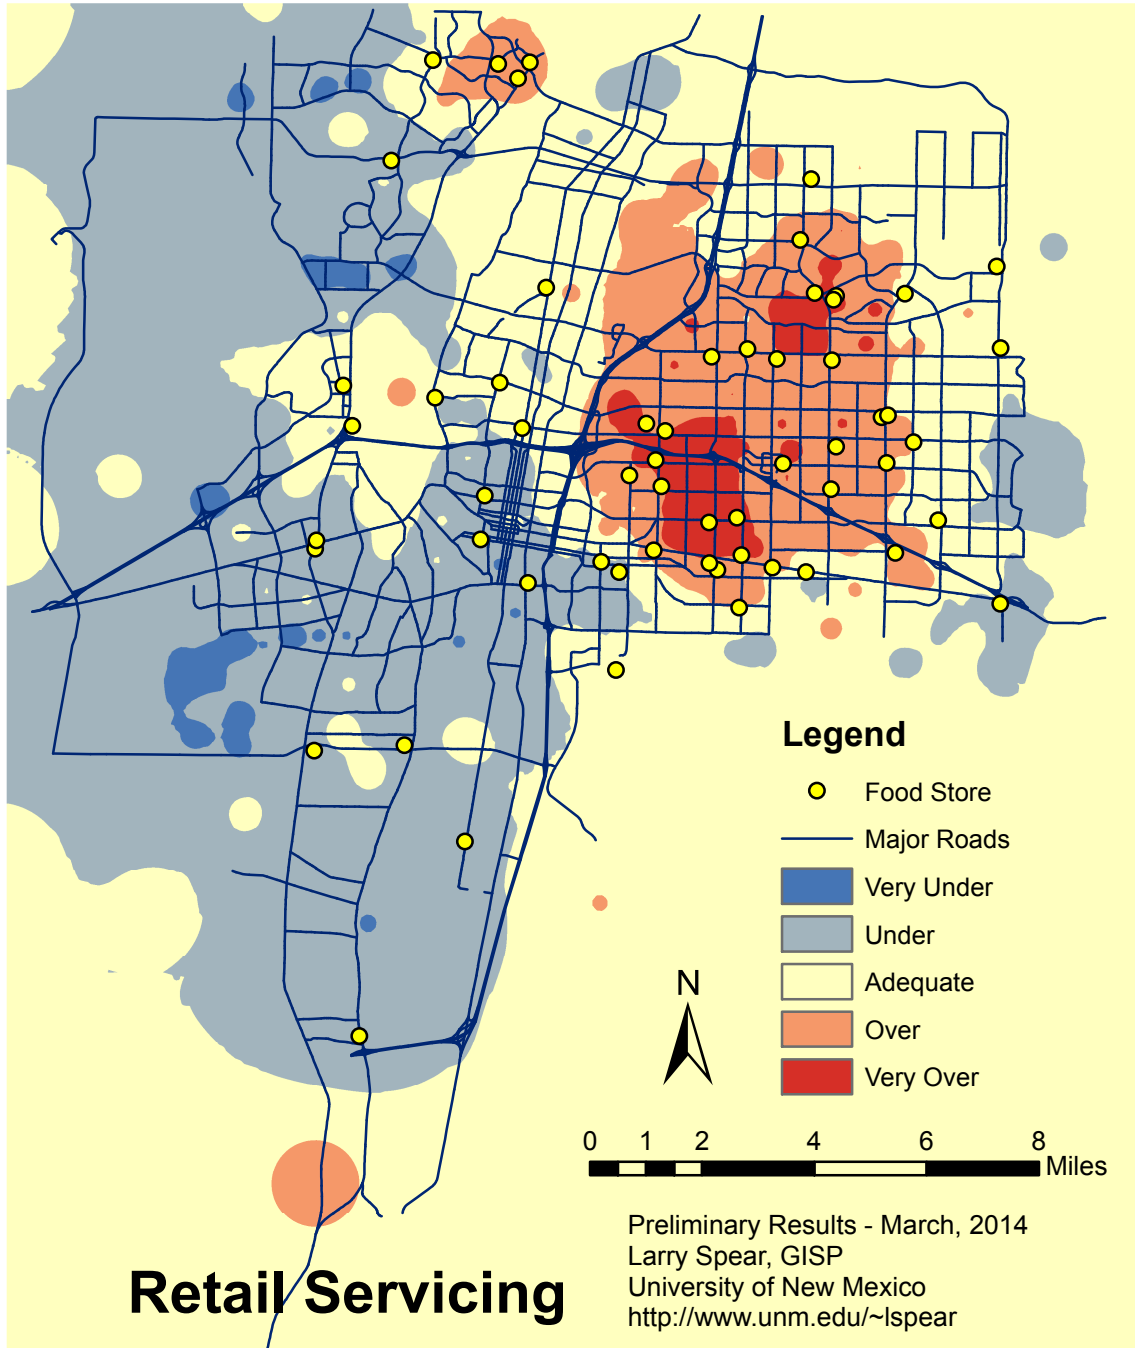 Legend
Food Store
Major Roads
Very Under
Under
Adequate
Over
Very Over
N
0 1 2 4 6 8
Miles
Preliminary Results - March, 2014
Larry Spear, GISP
University of New Mexico
http://www.unm.edu/~lspear
Retail Servicing